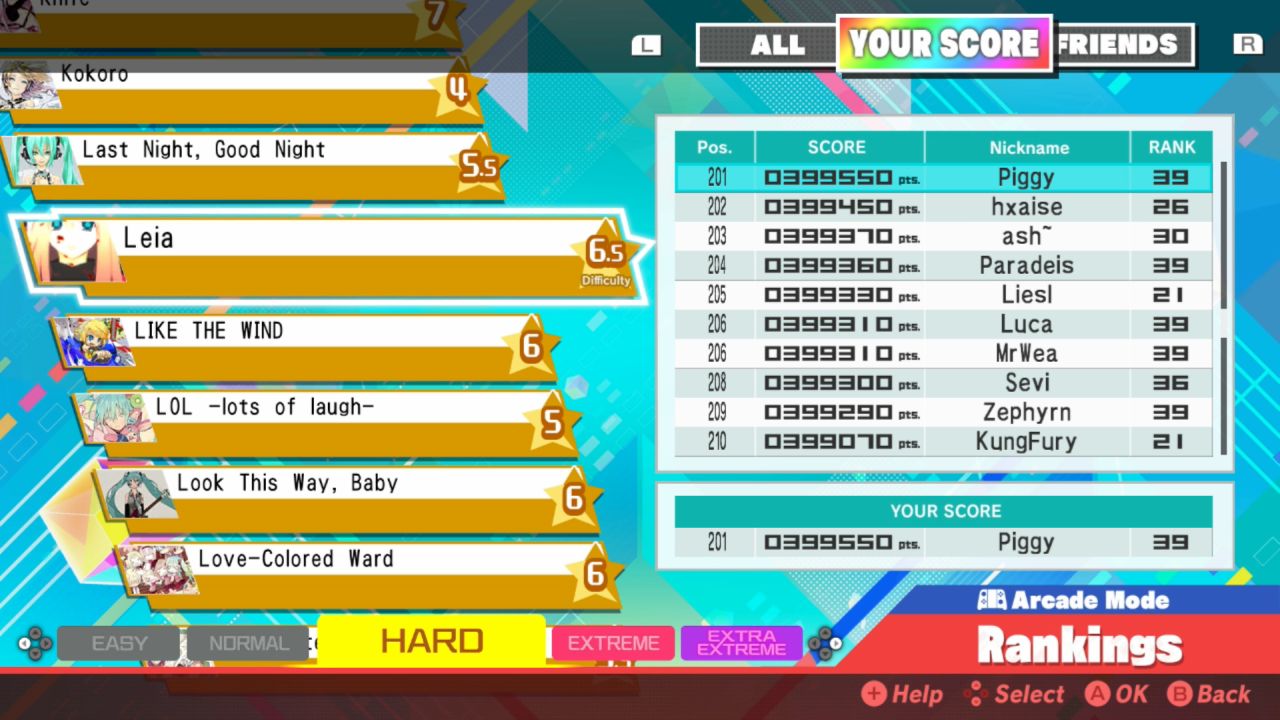 Knife
7
L
ALL
YOUR SCORE
FRIENDS
R
Kokoro
4
Last Night, Good Night
5.5
Leia
6.5
Difficulty
LIKE THE WIND
6
LOL -lots of laugh-
5
Look This Way, Baby
6
Love-Colored Ward
6
Pos. SCORE Nickname RANK
201 0399550 pts. Piggy 39
202 0399450 pts. hxaise 26
203 0399370 pts. ash~ 30
204 0399360 pts. Paradeis 39
205 0399330 pts. Liesl 21
206 0399310 pts. Luca 39
206 0399310 pts. MrWea 39
208 0399300 pts. Sevi 36
209 0399290 pts. Zephyrn 39
210 0399070 pts. KungFury 21
YOUR SCORE
201 0399550 pts. Piggy 39
Arcade Mode
Rankings
EASY
NORMAL
HARD
EXTREME
EXTRA EXTREME
+ Help
Select
A OK
B Back